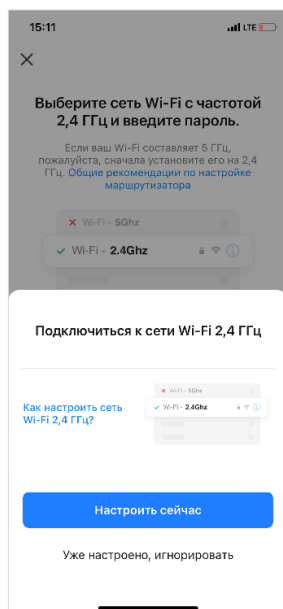 15:11
LTE
Выберите сеть Wi-Fi с частотой
2,4 ГГц и введите пароль.
Если ваш Wi-Fi составляет 5 ГГц,
пожалуйста, сначала установите его на 2,4
ГГц. Общие рекомендации по настройке
маршрутизатора
Wi-Fi - 5Ghz
Wi-Fi - 2.4Ghz
Подключиться к сети Wi-Fi 2,4 ГГц
Как настроить сеть
Wi-Fi 2,4 ГГц?
Wi-Fi - 5Ghz
Wi-Fi - 2.4Ghz
Настроить сейчас
Уже настроено, игнорировать